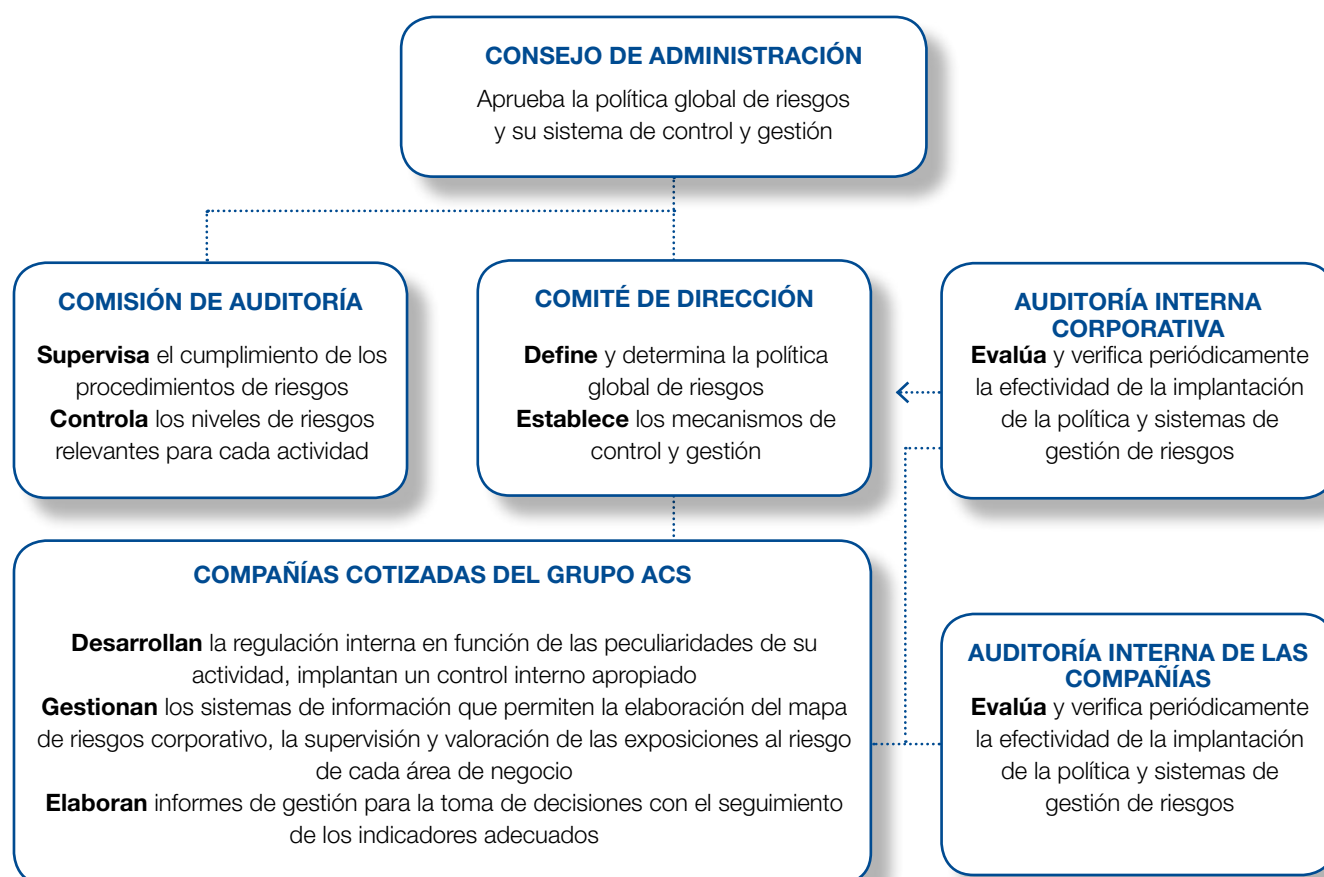 CONSEJO DE ADMINISTRACIÓN
Aprueba la política global de riesgos
y su sistema de control y gestión
COMISIÓN DE AUDITORÍA
Supervisa el cumplimiento de los
procedimientos de riesgos
Controla los niveles de riesgos
relevantes para cada actividad
COMITÉ DE DIRECCIÓN
Define y determina la política
global de riesgos
Establece los mecanismos de
control y gestión
AUDITORÍA INTERNA
CORPORATIVA
Evalúa y verifica periódicamente
la efectividad de la implantación
de la política y sistemas de
gestión de riesgos
COMPAÑÍAS COTIZADAS DEL GRUPO ACS
Desarrollan la regulación interna en función de las peculiaridades de su
actividad, implantan un control interno apropiado
Gestionan los sistemas de información que permiten la elaboración del mapa
de riesgos corporativo, la supervisión y valoración de las exposiciones al riesgo
de cada área de negocio
Elaboran informes de gestión para la toma de decisiones con el seguimiento
de los indicadores adecuados
AUDITORÍA INTERNA DE LAS
COMPAÑÍAS
Evalúa y verifica periódicamente
la efectividad de la implantación
de la política y sistemas de
gestión de riesgos